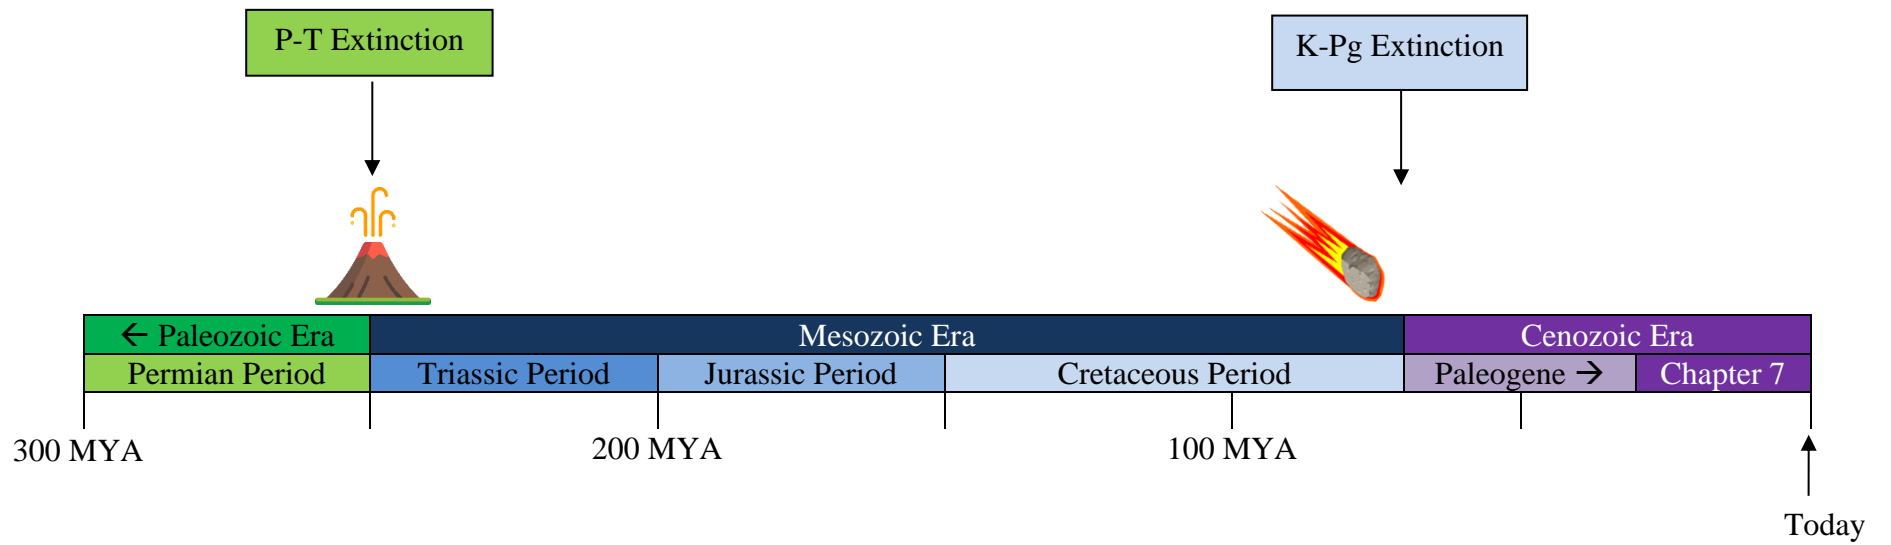 P-T Extinction
K-Pg Extinction
← Paleozoic Era
Mesozoic Era
Cenozoic Era
Permian Period
Triassic Period
Jurassic Period
Cretaceous Period
Paleogene →
Chapter 7
300 MYA
200 MYA
100 MYA
Today